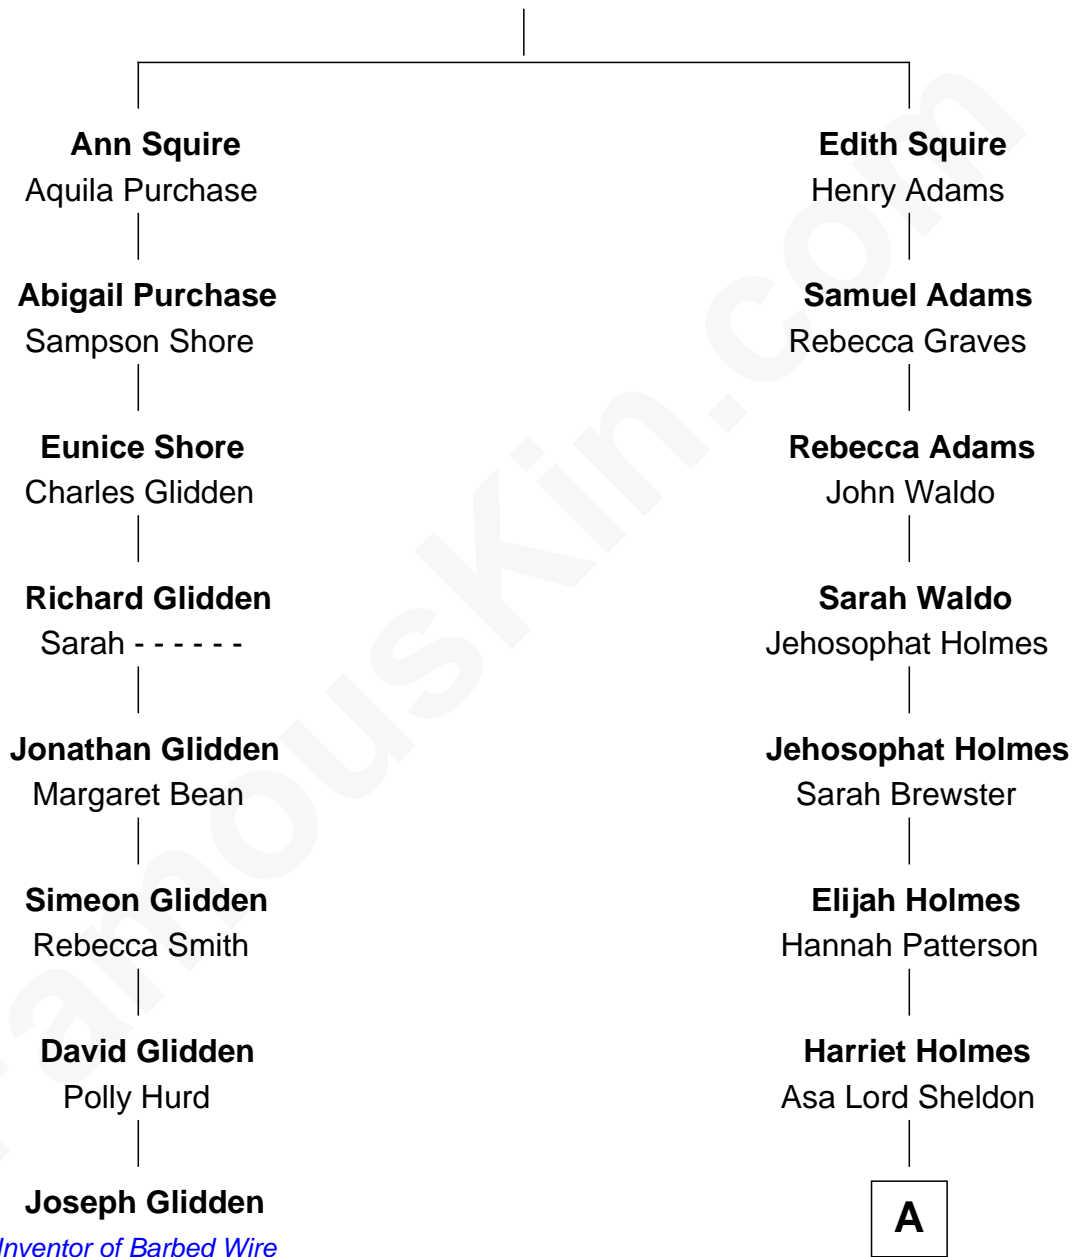 Ann Squire
Aquila Purchase
Edith Squire
Henry Adams
Abigail Purchase
Sampson Shore
Samuel Adams
Rebecca Graves
Eunice Shore
Charles Glidden
Rebecca Adams
John Waldo
Richard Glidden
Sarah - - - - - -
Sarah Waldo
Jehosophat Holmes
Jonathan Glidden
Margaret Bean
Jehosophat Holmes
Sarah Brewster
Simeon Glidden
Rebecca Smith
Elijah Holmes
Hannah Patterson
David Glidden
Polly Hurd
Harriet Holmes
Asa Lord Sheldon
Joseph Glidden
Inventor of Barbed Wire
A
FamousKin.com